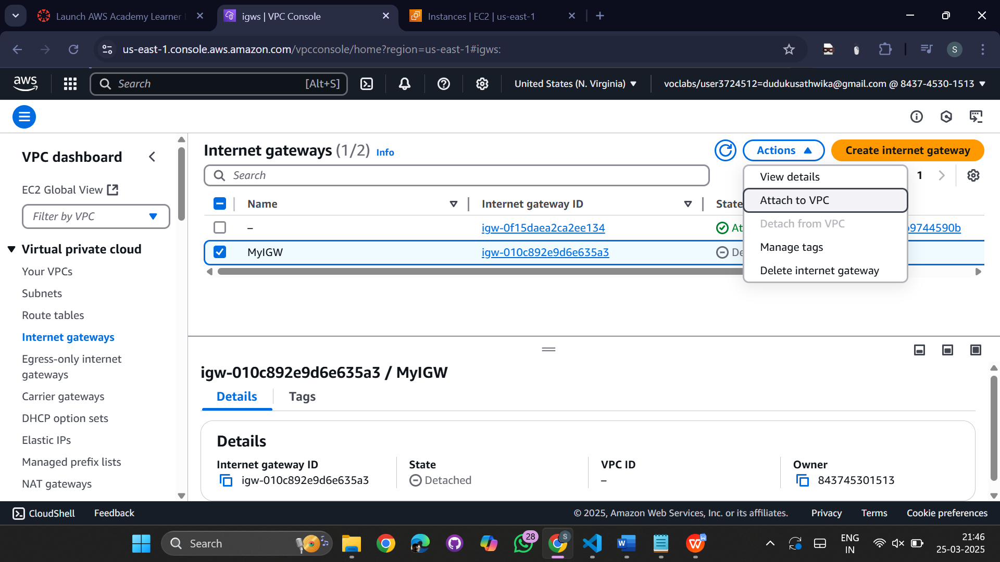 Launch AWS Academy Learner
igws | VPC Console
Instances | EC2 | us-east-1
us-east-1.console.aws.amazon.com/vpcconsole/home?region=us-east-1#igws:
S
aws
Search
[Alt+S]
United States (N. Virginia)
voclabs/user3724512=dudukusathwika@gmail.com @ 8437-4530-1513
VPC dashboard
EC2 Global View
Filter by VPC
Virtual private cloud
Your VPCs
Subnets
Route tables
Internet gateways
Egress-only internet
gateways
Carrier gateways
DHCP option sets
Elastic IPs
Managed prefix lists
NAT gateways
Internet gateways (1/2) Info
Actions
Create internet gateway
Search
1
View details
Attach to VPC
Detach from VPC
Manage tags
Delete internet gateway
Name
Internet gateway ID
State
–
igw-0f15daea2ca2ee134
At
9744590b
MyIGW
igw-010c892e9d6e635a3
De
igw-010c892e9d6e635a3 / MyIGW
Details
Tags
Details
Internet gateway ID
igw-010c892e9d6e635a3
State
Detached
VPC ID
–
Owner
843745301513
CloudShell
Feedback
© 2025, Amazon Web Services, Inc. or its affiliates.
Privacy
Terms
Cookie preferences
Search
28
S
W
ENG
IN
21:46
25-03-2025